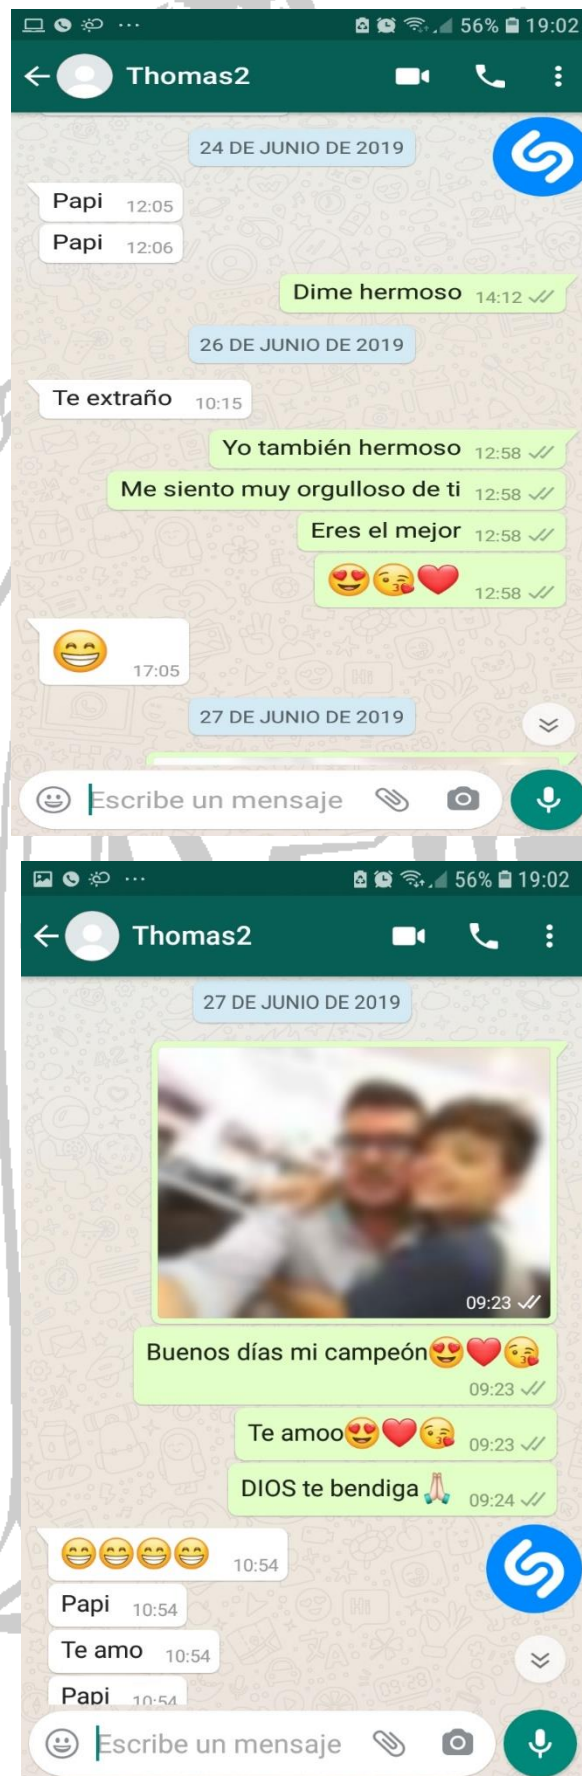 56% 19:02
Thomas2
24 DE JUNIO DE 2019
Papi 12:05
Papi 12:06
Dime hermoso 14:12
26 DE JUNIO DE 2019
Te extraño 10:15
Yo también hermoso 12:58
Me siento muy orgulloso de ti 12:58
Eres el mejor 12:58
😍😘❤️ 12:58
😁 17:05
27 DE JUNIO DE 2019
Escribe un mensaje
56% 19:02
Thomas2
27 DE JUNIO DE 2019
09:23
Buenos días mi campeón😍❤️😘
09:23
Te amoo😍❤️😘 09:23
DIOS te bendiga🙏🏻 09:24
😁😁😁😁 10:54
Papi 10:54
Te amo 10:54
Papi 10:54
Escribe un mensaje